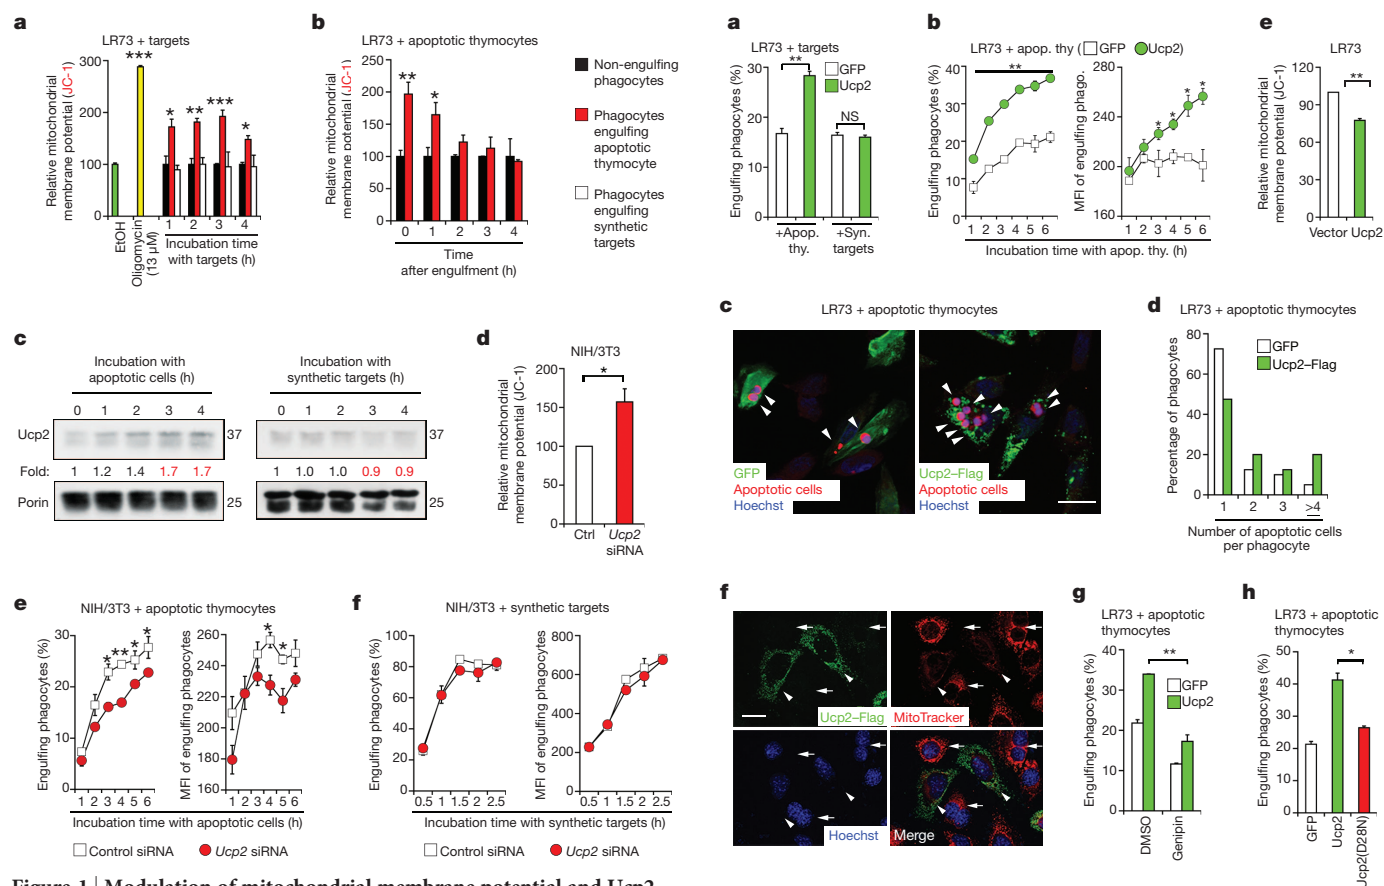 a
LR73 + targets
Relative mitochondrial
membrane potential (JC-1)
300
200
100
0
***
*
**
***
*
EtOH
Oligomycin
(13 µM)
1 2 3 4
Incubation time
with targets (h)
b
LR73 + apoptotic thymocytes
Relative mitochondrial
membrane potential (JC-1)
250
200
150
100
50
0
**
*
0 1 2 3 4
Time
after engulfment (h)
Non-engulfing
phagocytes
Phagocytes
engulfing
apoptotic
thymocyte
Phagocytes
engulfing
synthetic
targets
c
Incubation with
apoptotic cells (h)
0 1 2 3 4
Incubation with
synthetic targets (h)
0 1 2 3 4
Ucp2
37
37
Fold: 1 1.2 1.4 1.7 1.7
1 1.0 1.0 0.9 0.9
Porin
25
25
d
NIH/3T3
Relative mitochondrial
membrane potential (JC-1)
200
150
100
50
0
*
Ctrl
Ucp2
siRNA
e
NIH/3T3 + apoptotic thymocytes
Engulfing phagocytes (%)
30
20
10
0
* ** * *
1 2 3 4 5 6
MFI of engulfing phagocytes
260
240
220
200
180
160
* *
1 2 3 4 5 6
Incubation time with apoptotic cells (h)
Control siRNA
Ucp2 siRNA
f
NIH/3T3 + synthetic targets
Engulfing phagocytes (%)
100
80
60
40
20
0
0.5 1 1.5 2 2.5
MFI of engulfing phagocytes
800
600
400
200
0
0.5 1 1.5 2 2.5
Incubation time with synthetic targets (h)
Control siRNA
Ucp2 siRNA
Figure 1 | Modulation of mitochondrial membrane potential and Ucp2
a
LR73 + targets
Engulfing phagocytes (%)
30
20
10
0
**
NS
GFP
Ucp2
+Apop.
thy.
+Syn.
targets
b
LR73 + apop. thy ( GFP Ucp2)
Engulfing phagocytes (%)
40
30
20
10
0
**
1 2 3 4 5 6
MFI of engulfing phago.
280
240
200
160
* * * *
1 2 3 4 5 6
Incubation time with apop. thy. (h)
e
LR73
Relative mitochondrial
membrane potential (JC-1)
120
90
60
30
0
**
Vector Ucp2
c
LR73 + apoptotic thymocytes
GFP
Apoptotic cells
Hoechst
Ucp2–Flag
Apoptotic cells
Hoechst
d
LR73 + apoptotic thymocytes
Percentage of phagocytes
80
60
40
20
0
GFP
Ucp2–Flag
1 2 3 >4
Number of apoptotic cells
per phagocyte
f
Ucp2–Flag
MitoTracker
Hoechst
Merge
g
LR73 + apoptotic
thymocytes
Engulfing phagocytes (%)
40
30
20
10
0
**
GFP
Ucp2
DMSO
Genipin
h
LR73 + apoptotic
thymocytes
Engulfing phagocytes (%)
50
40
30
20
10
0
*
GFP
Ucp2
Ucp2(D28N)